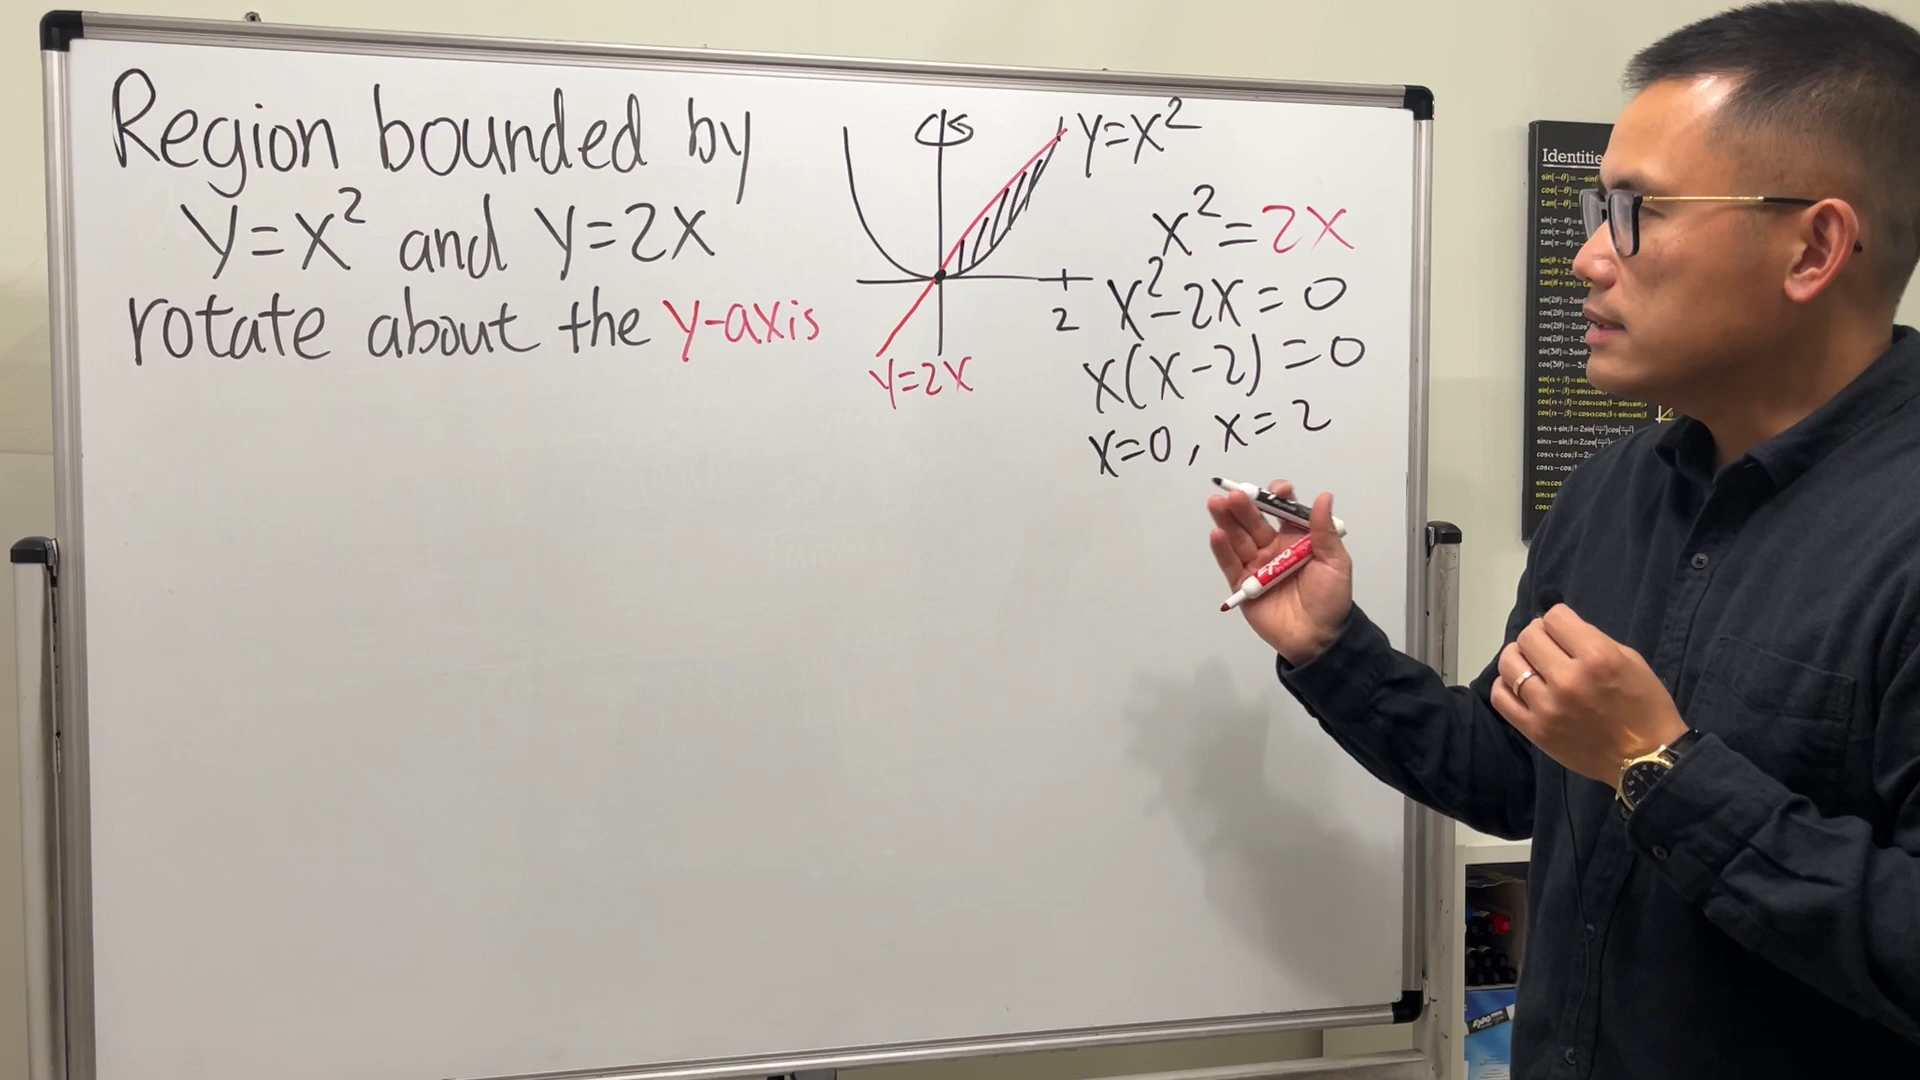 Region bounded by
y=x² and y=2x
rotate about the y-axis
y=x²
2
y=2x
x²=2x
x²-2x=0
x(x-2)=0
x=0, x=2
Identitie
EXPO